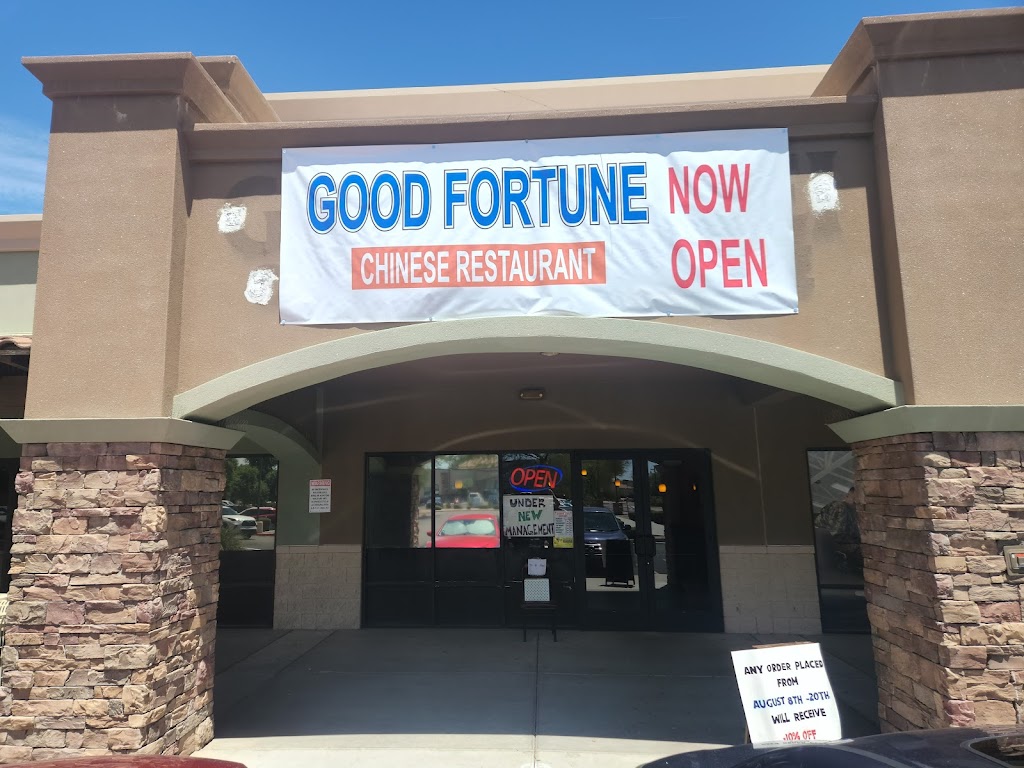 GOOD FORTUNE
CHINESE RESTAURANT
NOW
OPEN
OPEN
UNDER
NEW
MANAGEMENT
ANY ORDER PLACED
FROM
AUGUST 8TH -20TH
WILL RECEIVE
10% OFF